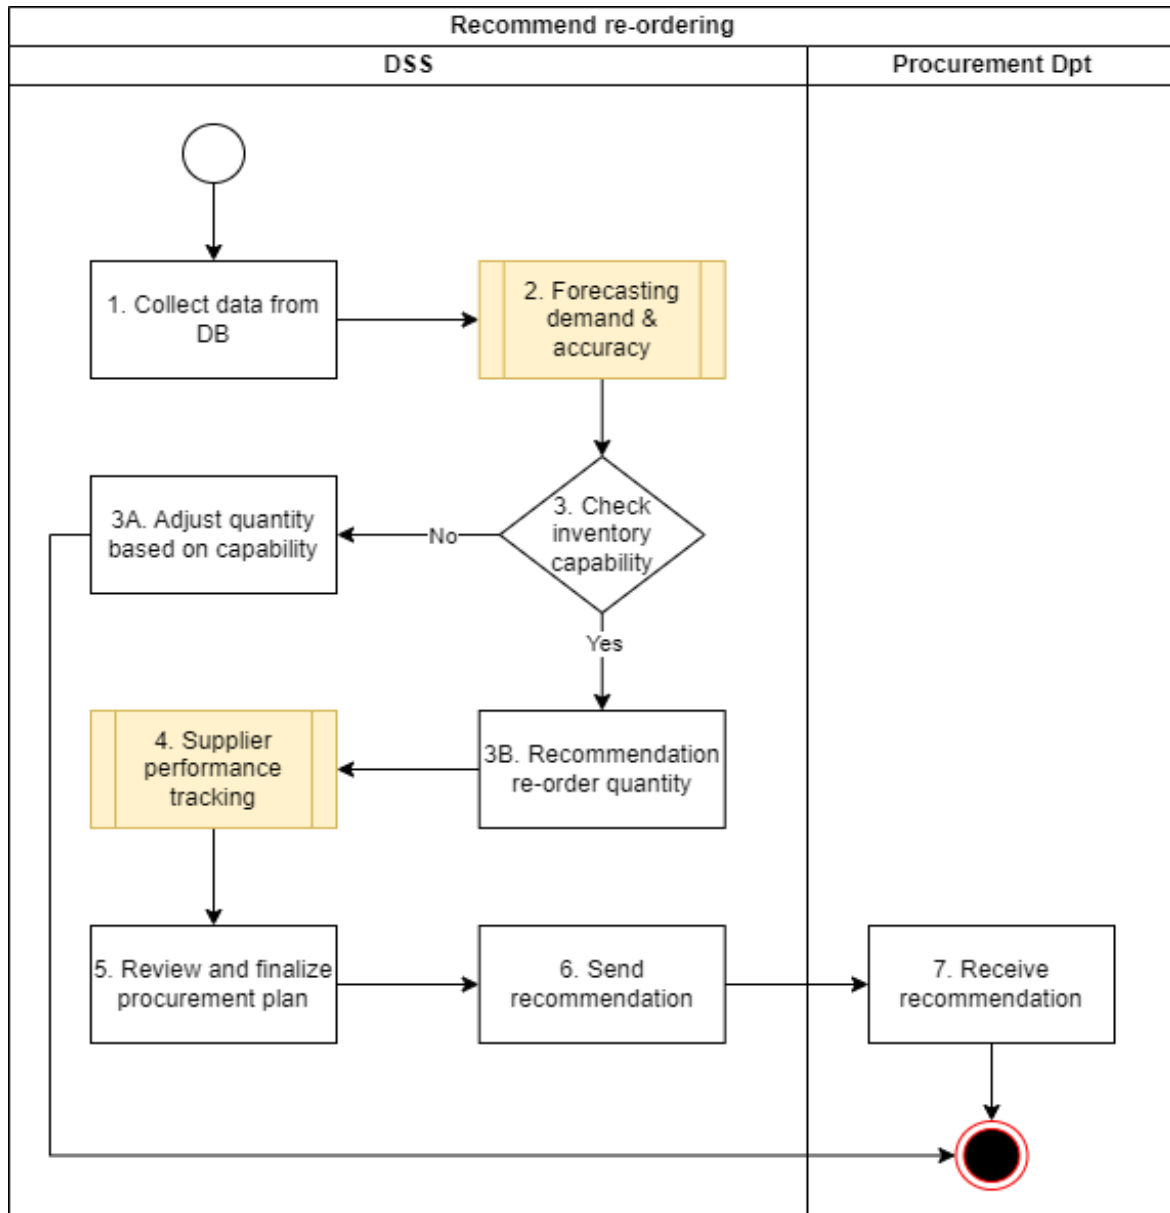 Recommend re-ordering
DSS
Procurement Dpt
1. Collect data from
DB
2. Forecasting
demand &
accuracy
3A. Adjust quantity
based on capability
No
3. Check
inventory
capability
Yes
4. Supplier
performance
tracking
3B. Recommendation
re-order quantity
5. Review and finalize
procurement plan
6. Send
recommendation
7. Receive
recommendation